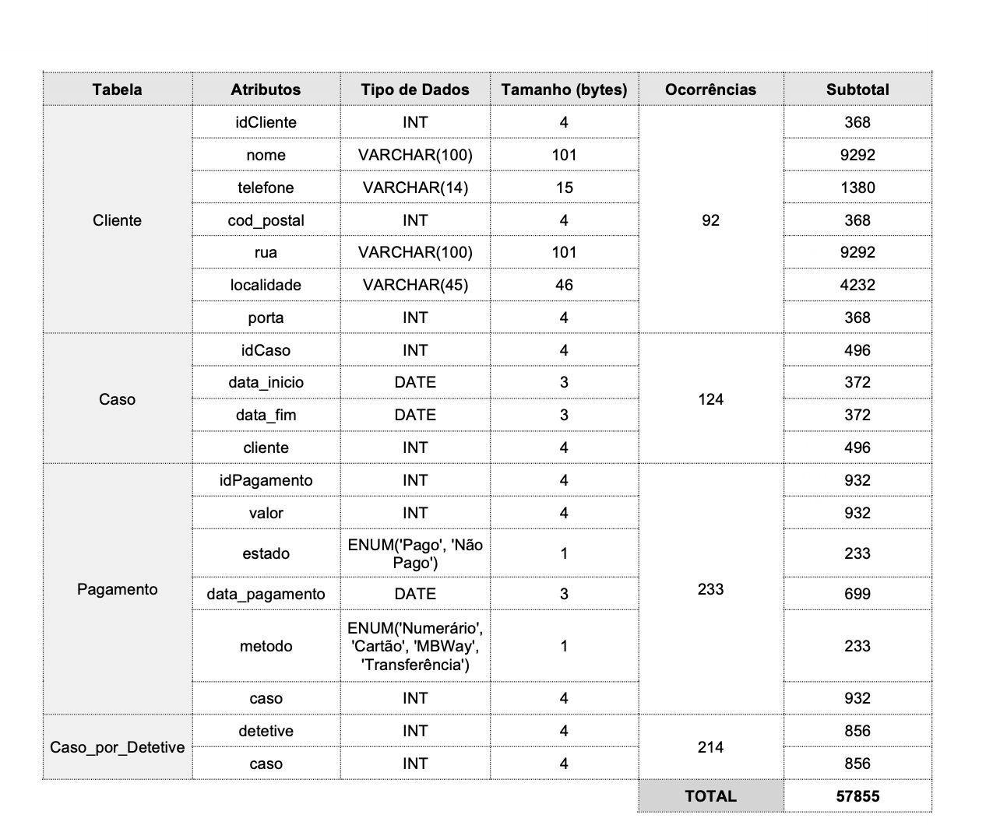 Tabela Atributos Tipo de Dados Tamanho (bytes) Ocorrências Subtotal
idCliente INT 4 368
nome VARCHAR(100) 101 9292
telefone VARCHAR(14) 15 1380
Cliente cod_postal INT 4 92 368
rua VARCHAR(100) 101 9292
localidade VARCHAR(45) 46 4232
porta INT 4 368
idCaso INT 4 496
data_inicio DATE 3 372
Caso 124
data_fim DATE 3 372
cliente INT 4 496
idPagamento INT 4 932
valor INT 4 932
ENUM('Pago', 'Não
estado 1 233
Pago')
Pagamento data_pagamento DATE 3 233 699
ENUM('Numerário',
metodo 'Cartão', 'MBWay', 1 233
'Transferência')
caso INT 4 932
detetive INT 4 856
Caso_por_Detetive 214
caso INT 4 856
TOTAL 57855